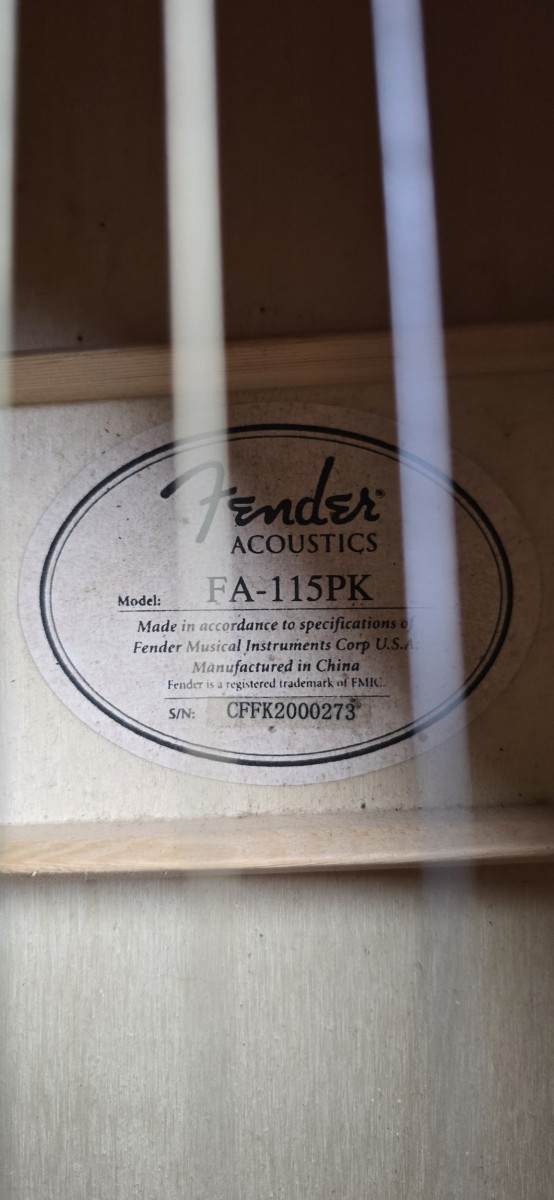 Fender®
ACOUSTICS
Model: FA-115PK
Made in accordance to specifications of
Fender Musical Instruments Corp U.S.A.
Manufactured in China
Fender is a registered trademark of FMIC.
S/N: CFFK2000273